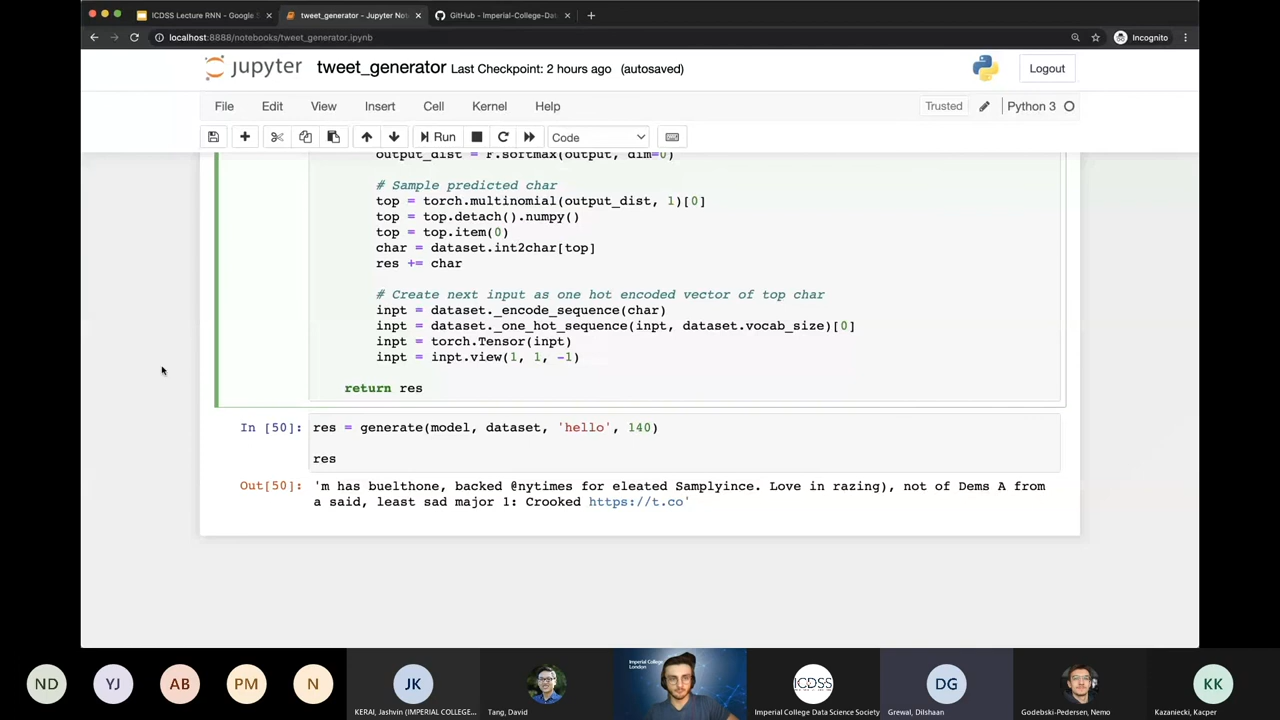 ICDSS Lecture RNN - Google S
tweet_generator - Jupyter Not
GitHub - Imperial-College-Dat
localhost:8888/notebooks/tweet_generator.ipynb
Incognito
jupyter tweet_generator Last Checkpoint: 2 hours ago (autosaved)
Logout
File Edit View Insert Cell Kernel Help
Trusted Python 3
Run Code
output_dist = F.softmax(output, dim=0)
# Sample predicted char
top = torch.multinomial(output_dist, 1)[0]
top = top.detach().numpy()
top = top.item(0)
char = dataset.int2char[top]
res += char
# Create next input as one hot encoded vector of top char
inpt = dataset._encode_sequence(char)
inpt = dataset._one_hot_sequence(inpt, dataset.vocab_size)[0]
inpt = torch.Tensor(inpt)
inpt = inpt.view(1, 1, -1)
return res
In [50]: res = generate(model, dataset, 'hello', 140)
res
Out[50]: 'm has buelthone, backed @nytimes for eleated Samplyince. Love in razing), not of Dems A from
a said, least sad major 1: Crooked https://t.co'
Imperial College
London
ND YJ AB PM N JK ICDSS DG KK
KERAI, Jashvin (IMPERIAL COLLEGE... Tang, David Imperial College Data Science Society Grewal, Dilshaan Godebski-Pedersen, Nemo Kazaniecki, Kacper